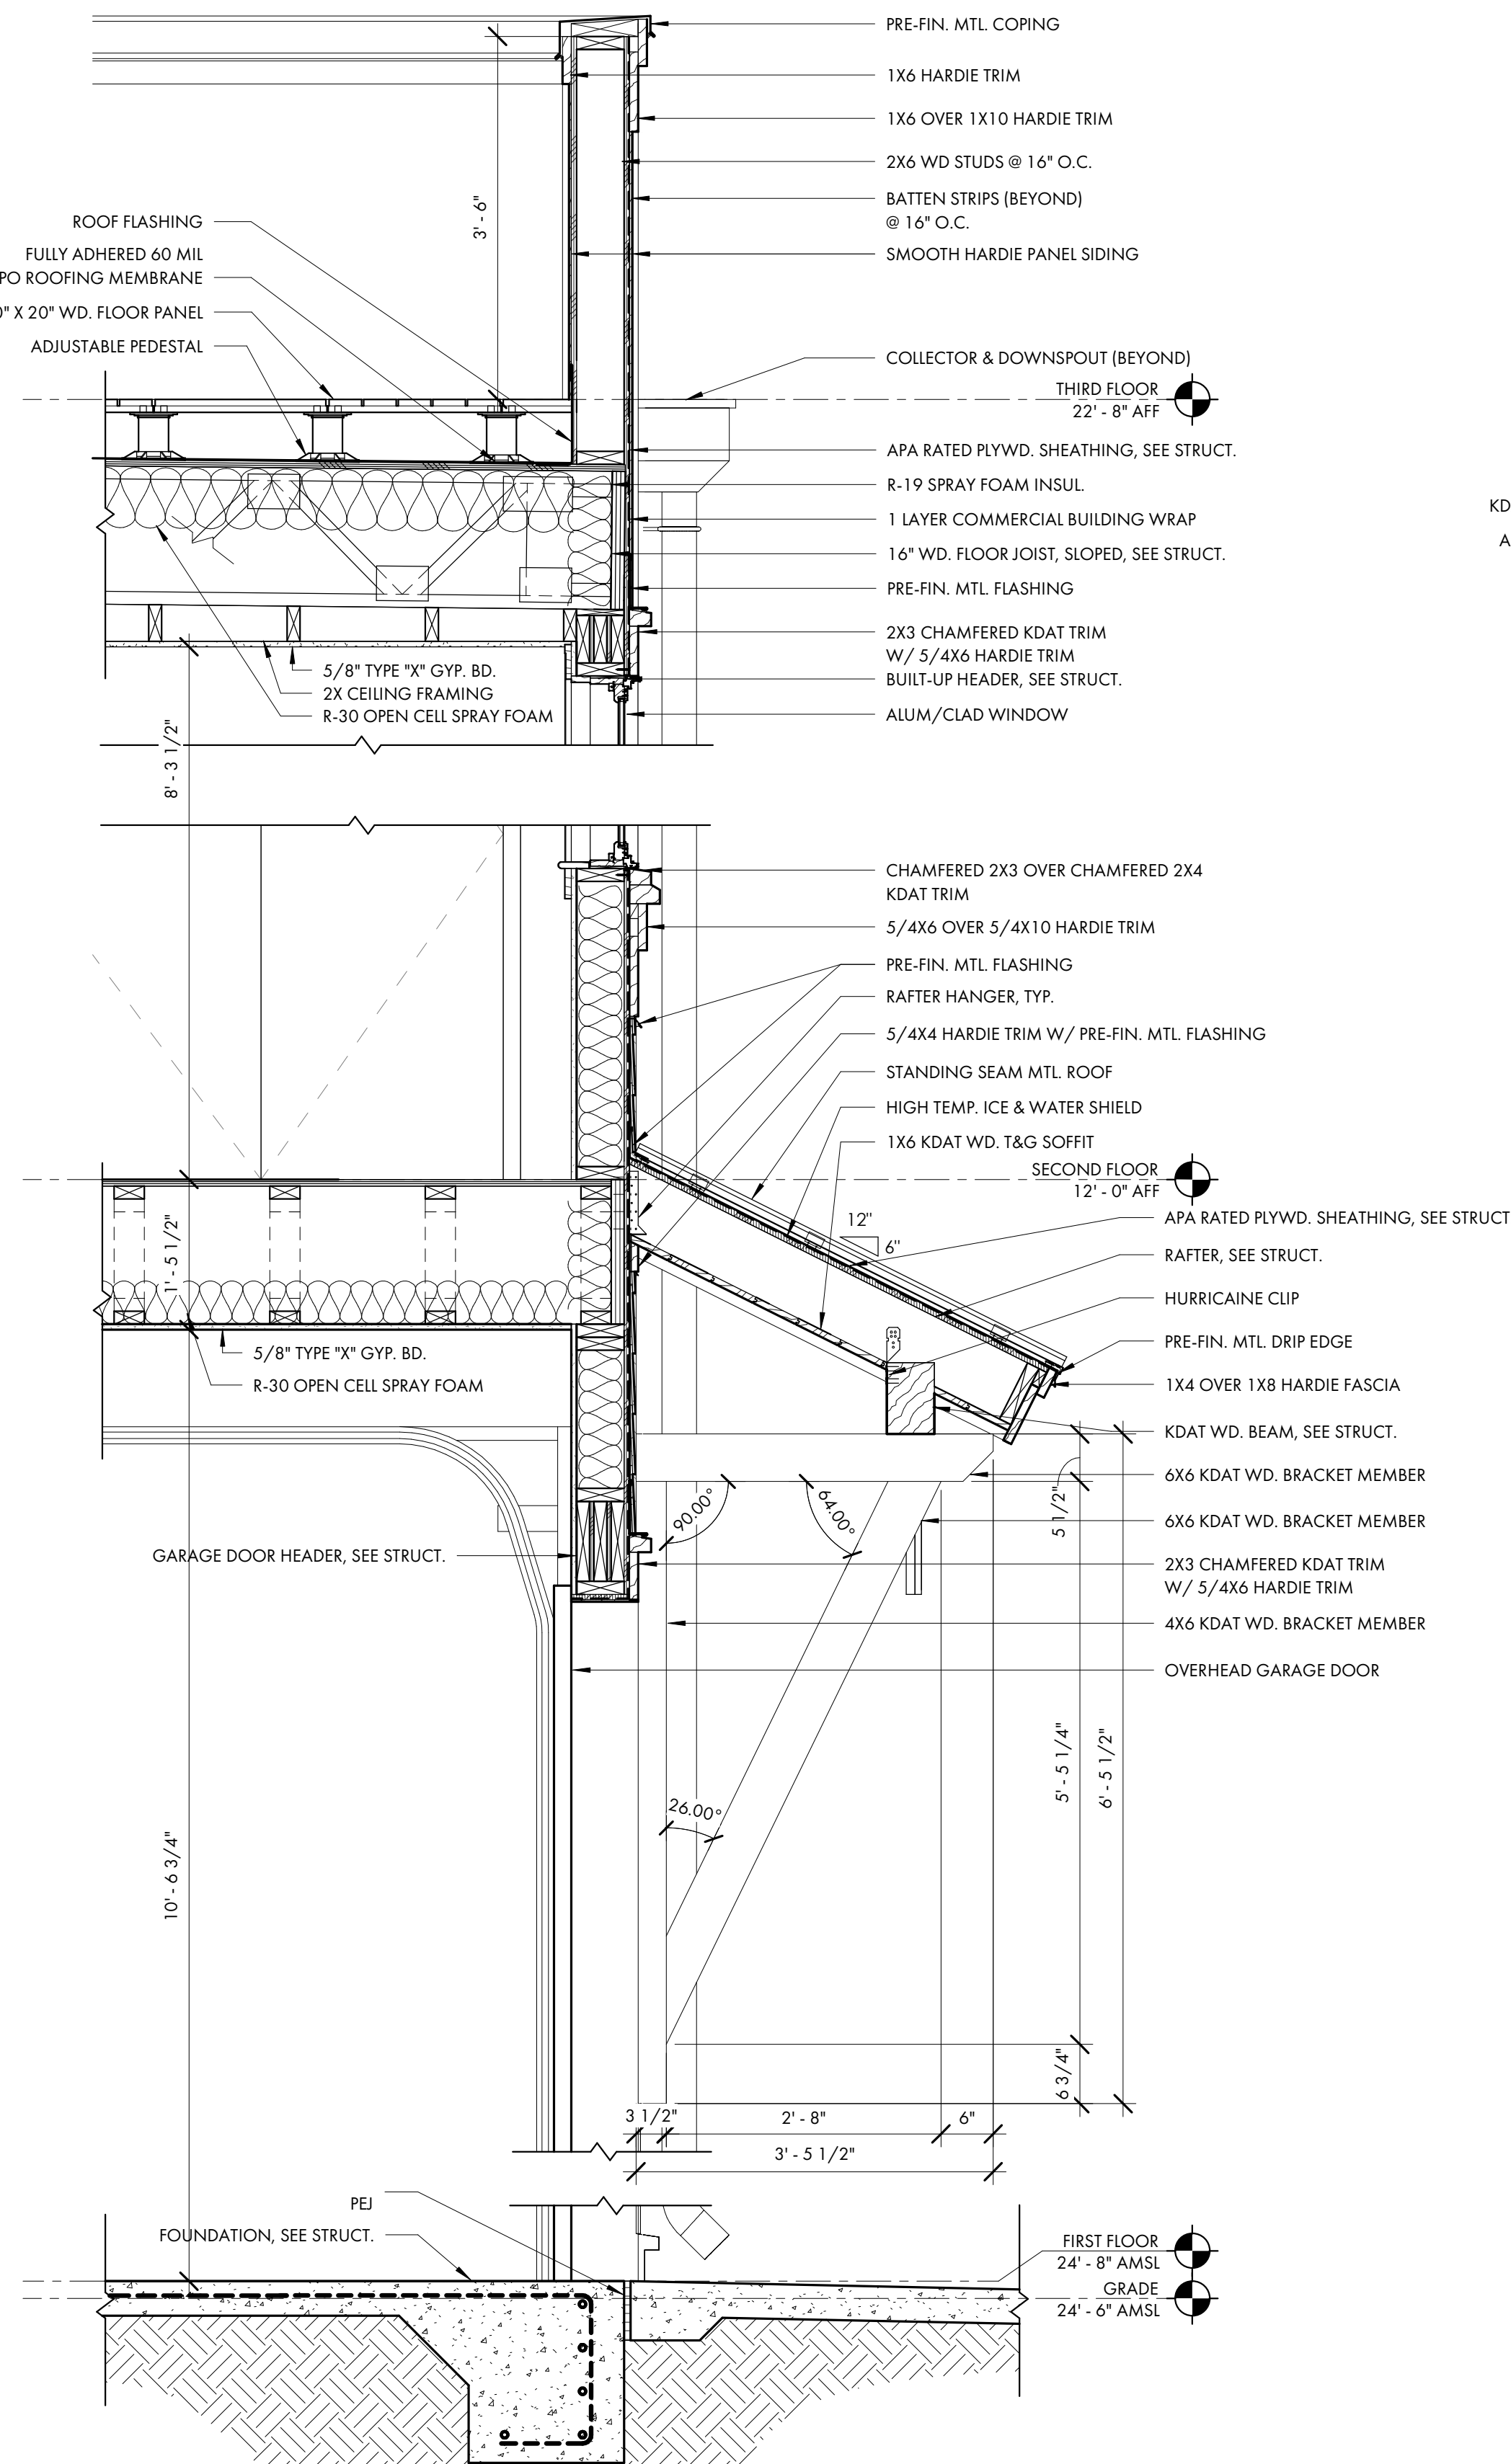 PRE-FIN. MTL. COPING
1X6 HARDIE TRIM
1X6 OVER 1X10 HARDIE TRIM
2X6 WD STUDS @ 16" O.C.
BATTEN STRIPS (BEYOND)
@ 16" O.C.
SMOOTH HARDIE PANEL SIDING
3' - 6"
ROOF FLASHING
FULLY ADHERED 60 MIL
PO ROOFING MEMBRANE
0" X 20" WD. FLOOR PANEL
ADJUSTABLE PEDESTAL
COLLECTOR & DOWNSPOUT (BEYOND)
THIRD FLOOR
22' - 8" AFF
APA RATED PLYWD. SHEATHING, SEE STRUCT.
R-19 SPRAY FOAM INSUL.
1 LAYER COMMERCIAL BUILDING WRAP
16" WD. FLOOR JOIST, SLOPED, SEE STRUCT.
PRE-FIN. MTL. FLASHING
2X3 CHAMFERED KDAT TRIM
W/ 5/4X6 HARDIE TRIM
BUILT-UP HEADER, SEE STRUCT.
ALUM/CLAD WINDOW
KD
A
5/8" TYPE "X" GYP. BD.
2X CEILING FRAMING
R-30 OPEN CELL SPRAY FOAM
8' - 3 1/2"
CHAMFERED 2X3 OVER CHAMFERED 2X4
KDAT TRIM
5/4X6 OVER 5/4X10 HARDIE TRIM
PRE-FIN. MTL. FLASHING
RAFTER HANGER, TYP.
5/4X4 HARDIE TRIM W/ PRE-FIN. MTL. FLASHING
STANDING SEAM MTL. ROOF
HIGH TEMP. ICE & WATER SHIELD
1X6 KDAT WD. T&G SOFFIT
SECOND FLOOR
12' - 0" AFF
12"
6"
APA RATED PLYWD. SHEATHING, SEE STRUCT
RAFTER, SEE STRUCT.
HURRICAINE CLIP
PRE-FIN. MTL. DRIP EDGE
1X4 OVER 1X8 HARDIE FASCIA
KDAT WD. BEAM, SEE STRUCT.
6X6 KDAT WD. BRACKET MEMBER
6X6 KDAT WD. BRACKET MEMBER
2X3 CHAMFERED KDAT TRIM
W/ 5/4X6 HARDIE TRIM
4X6 KDAT WD. BRACKET MEMBER
OVERHEAD GARAGE DOOR
1' - 5 1/2"
5/8" TYPE "X" GYP. BD.
R-30 OPEN CELL SPRAY FOAM
GARAGE DOOR HEADER, SEE STRUCT.
90.00°
64.00°
5 1/2"
26.00°
5' - 5 1/4"
6' - 5 1/2"
10' - 6 3/4"
6 3/4"
3 1/2"
2' - 8"
6"
3' - 5 1/2"
PEJ
FOUNDATION, SEE STRUCT.
FIRST FLOOR
24' - 8" AMSL
GRADE
24' - 6" AMSL